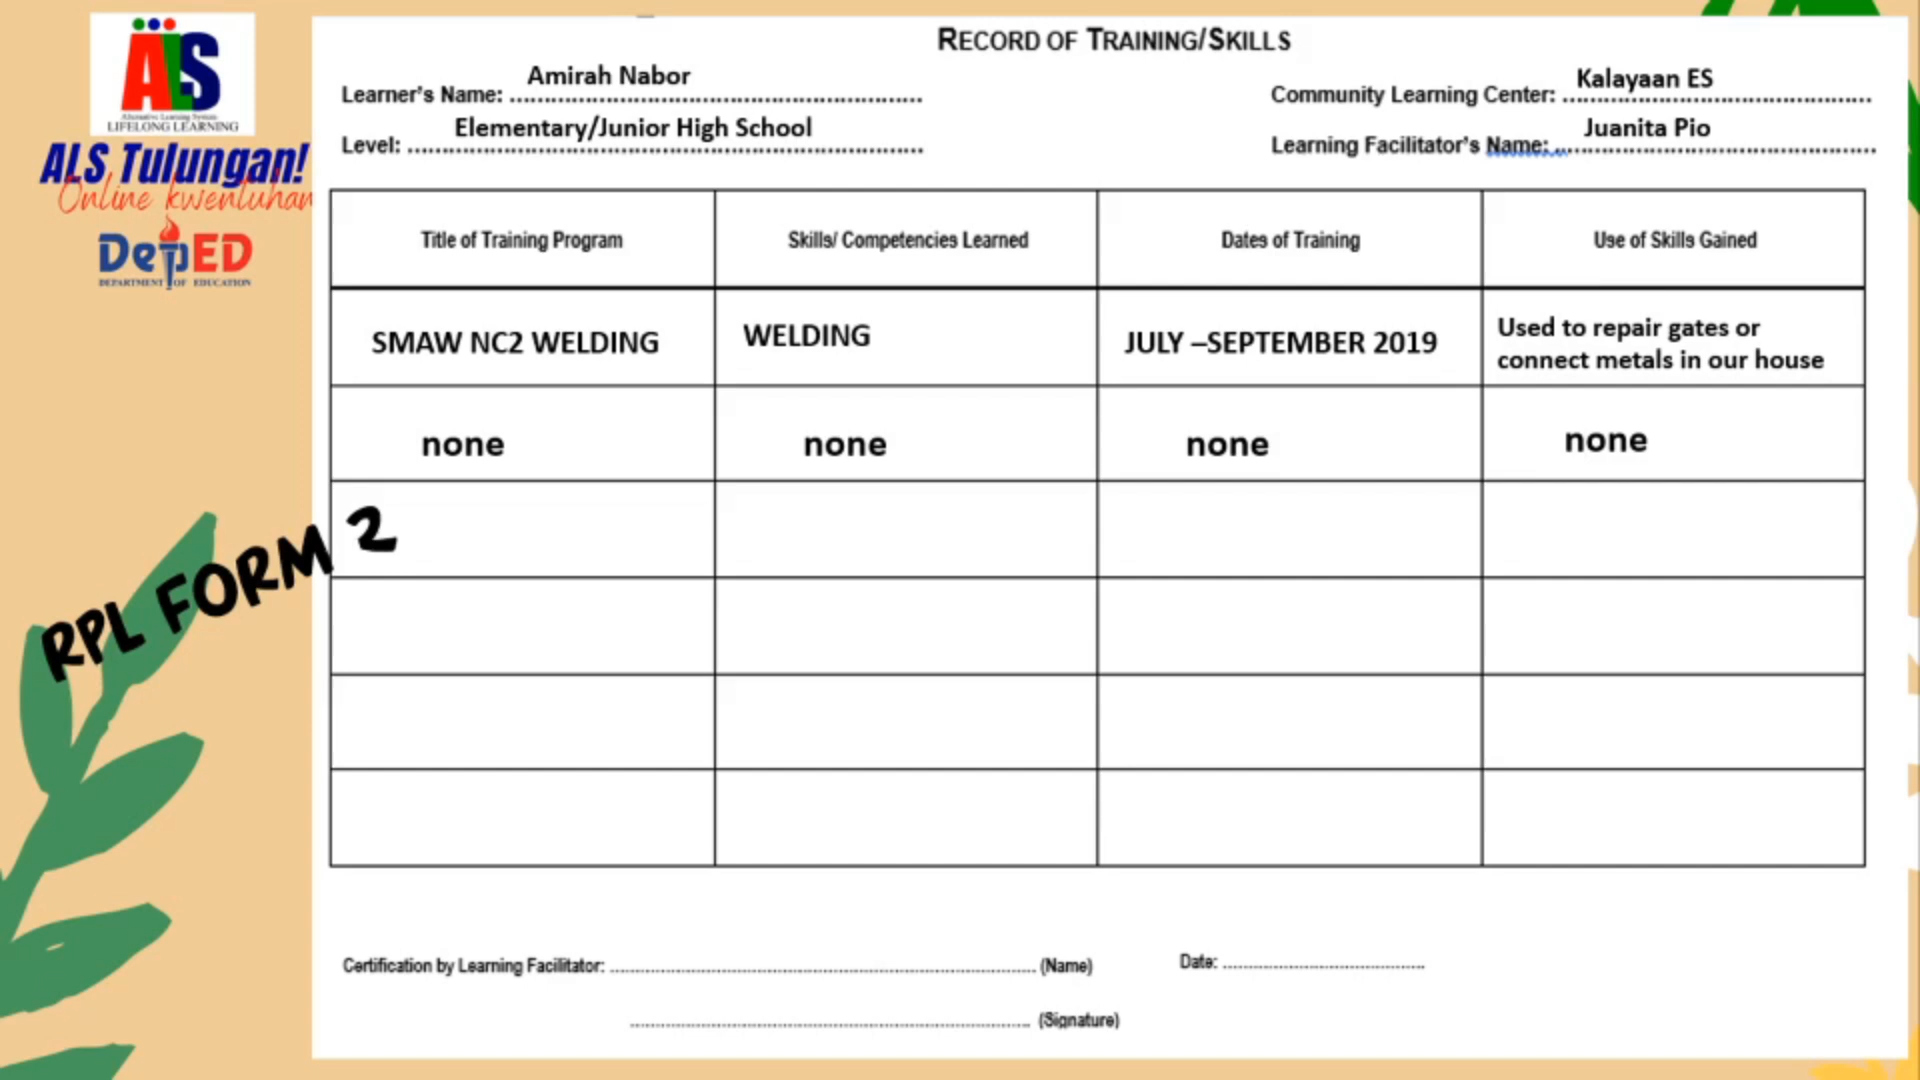 ALS
Alternative Learning System
LIFELONG LEARNING
ALS Tulungan!
Online kwentuhan
DepED
DEPARTMENT OF EDUCATION
RPL FORM 2
RECORD OF TRAINING/SKILLS
Learner's Name: Amirah Nabor
Community Learning Center: Kalayaan ES
Level: Elementary/Junior High School
Learning Facilitator's Name: Juanita Pio
Title of Training Program
Skills/ Competencies Learned
Dates of Training
Use of Skills Gained
SMAW NC2 WELDING
WELDING
JULY –SEPTEMBER 2019
Used to repair gates or
connect metals in our house
none
none
none
none
Certification by Learning Facilitator: (Name)
Date:
(Signature)